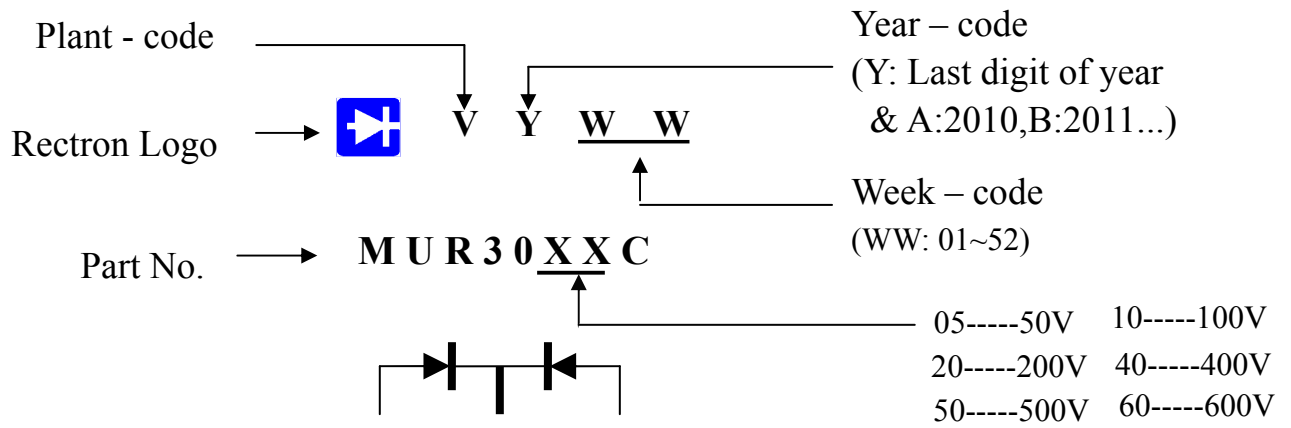 Plant - code
Year – code
(Y: Last digit of year
& A:2010,B:2011...)
V Y W W
Rectron Logo
Week – code
(WW: 01~52)
Part No.
M U R 3 0 X X C
05-----50V 10-----100V
20-----200V 40-----400V
50-----500V 60-----600V